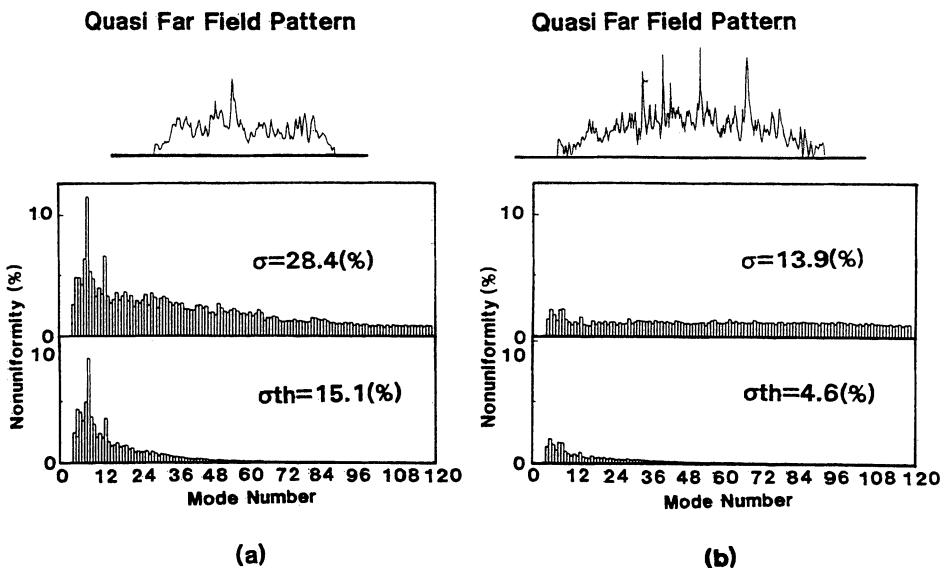 Quasi Far Field Pattern
Quasi Far Field Pattern
10
σ=28.4(%)
0
10
σth=15.1(%)
0
Nonuniformity (%)
0 12 24 36 48 60 72 84 96 108 120
Mode Number
(a)
10
σ=13.9(%)
0
10
σth=4.6(%)
0
Nonuniformity (%)
0 12 24 36 48 60 72 84 96 108 120
Mode Number
(b)